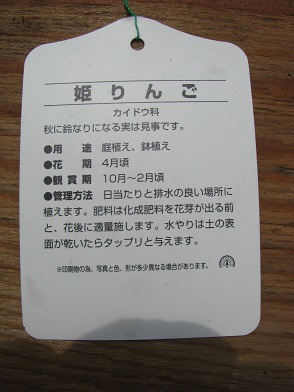 姫りんご
カイドウ科
秋に鈴なりになる実は見事です。
●用　途　庭植え、鉢植え
●花　期　4月頃
●観賞期　10月～2月頃
●管理方法　日当たりと排水の良い場所に
植えます。肥料は化成肥料を花芽が出る前
と、花後に適量施します。水やりは土の表
面が乾いたらタップリと与えます。
※印刷物の為、写真と色、形が多少異なる場合があります。